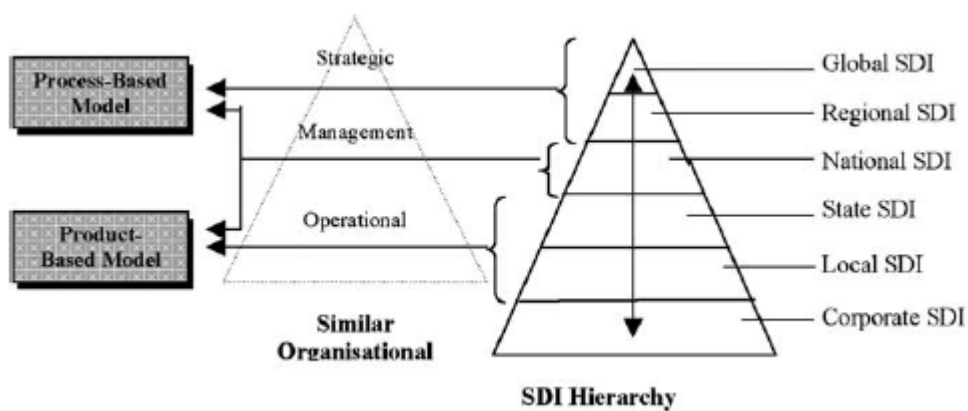 Process-Based
Model
Product-
Based Model
Strategic
Management
Operational
Similar
Organisational
Global SDI
Regional SDI
National SDI
State SDI
Local SDI
Corporate SDI
SDI Hierarchy